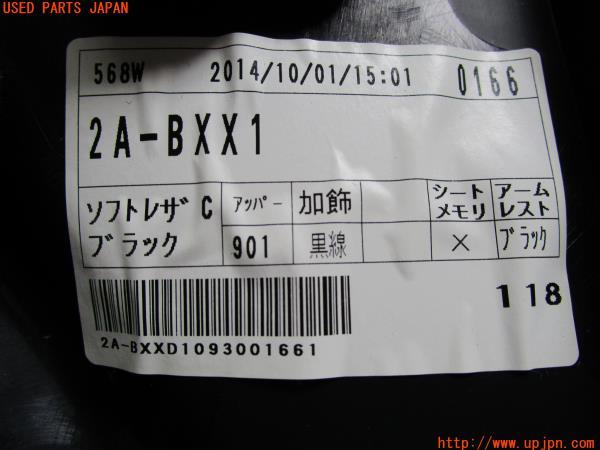 USED PARTS JAPAN
568W 2014/10/01/15:01 0166
2A-BXX1
ソフトレザ゛C アッパー 加飾 シート アーム
メモリ レスト
ブラック 901 黒線 × ブラック
118
2A-BXXD1093001661
http://www.upjpn.com